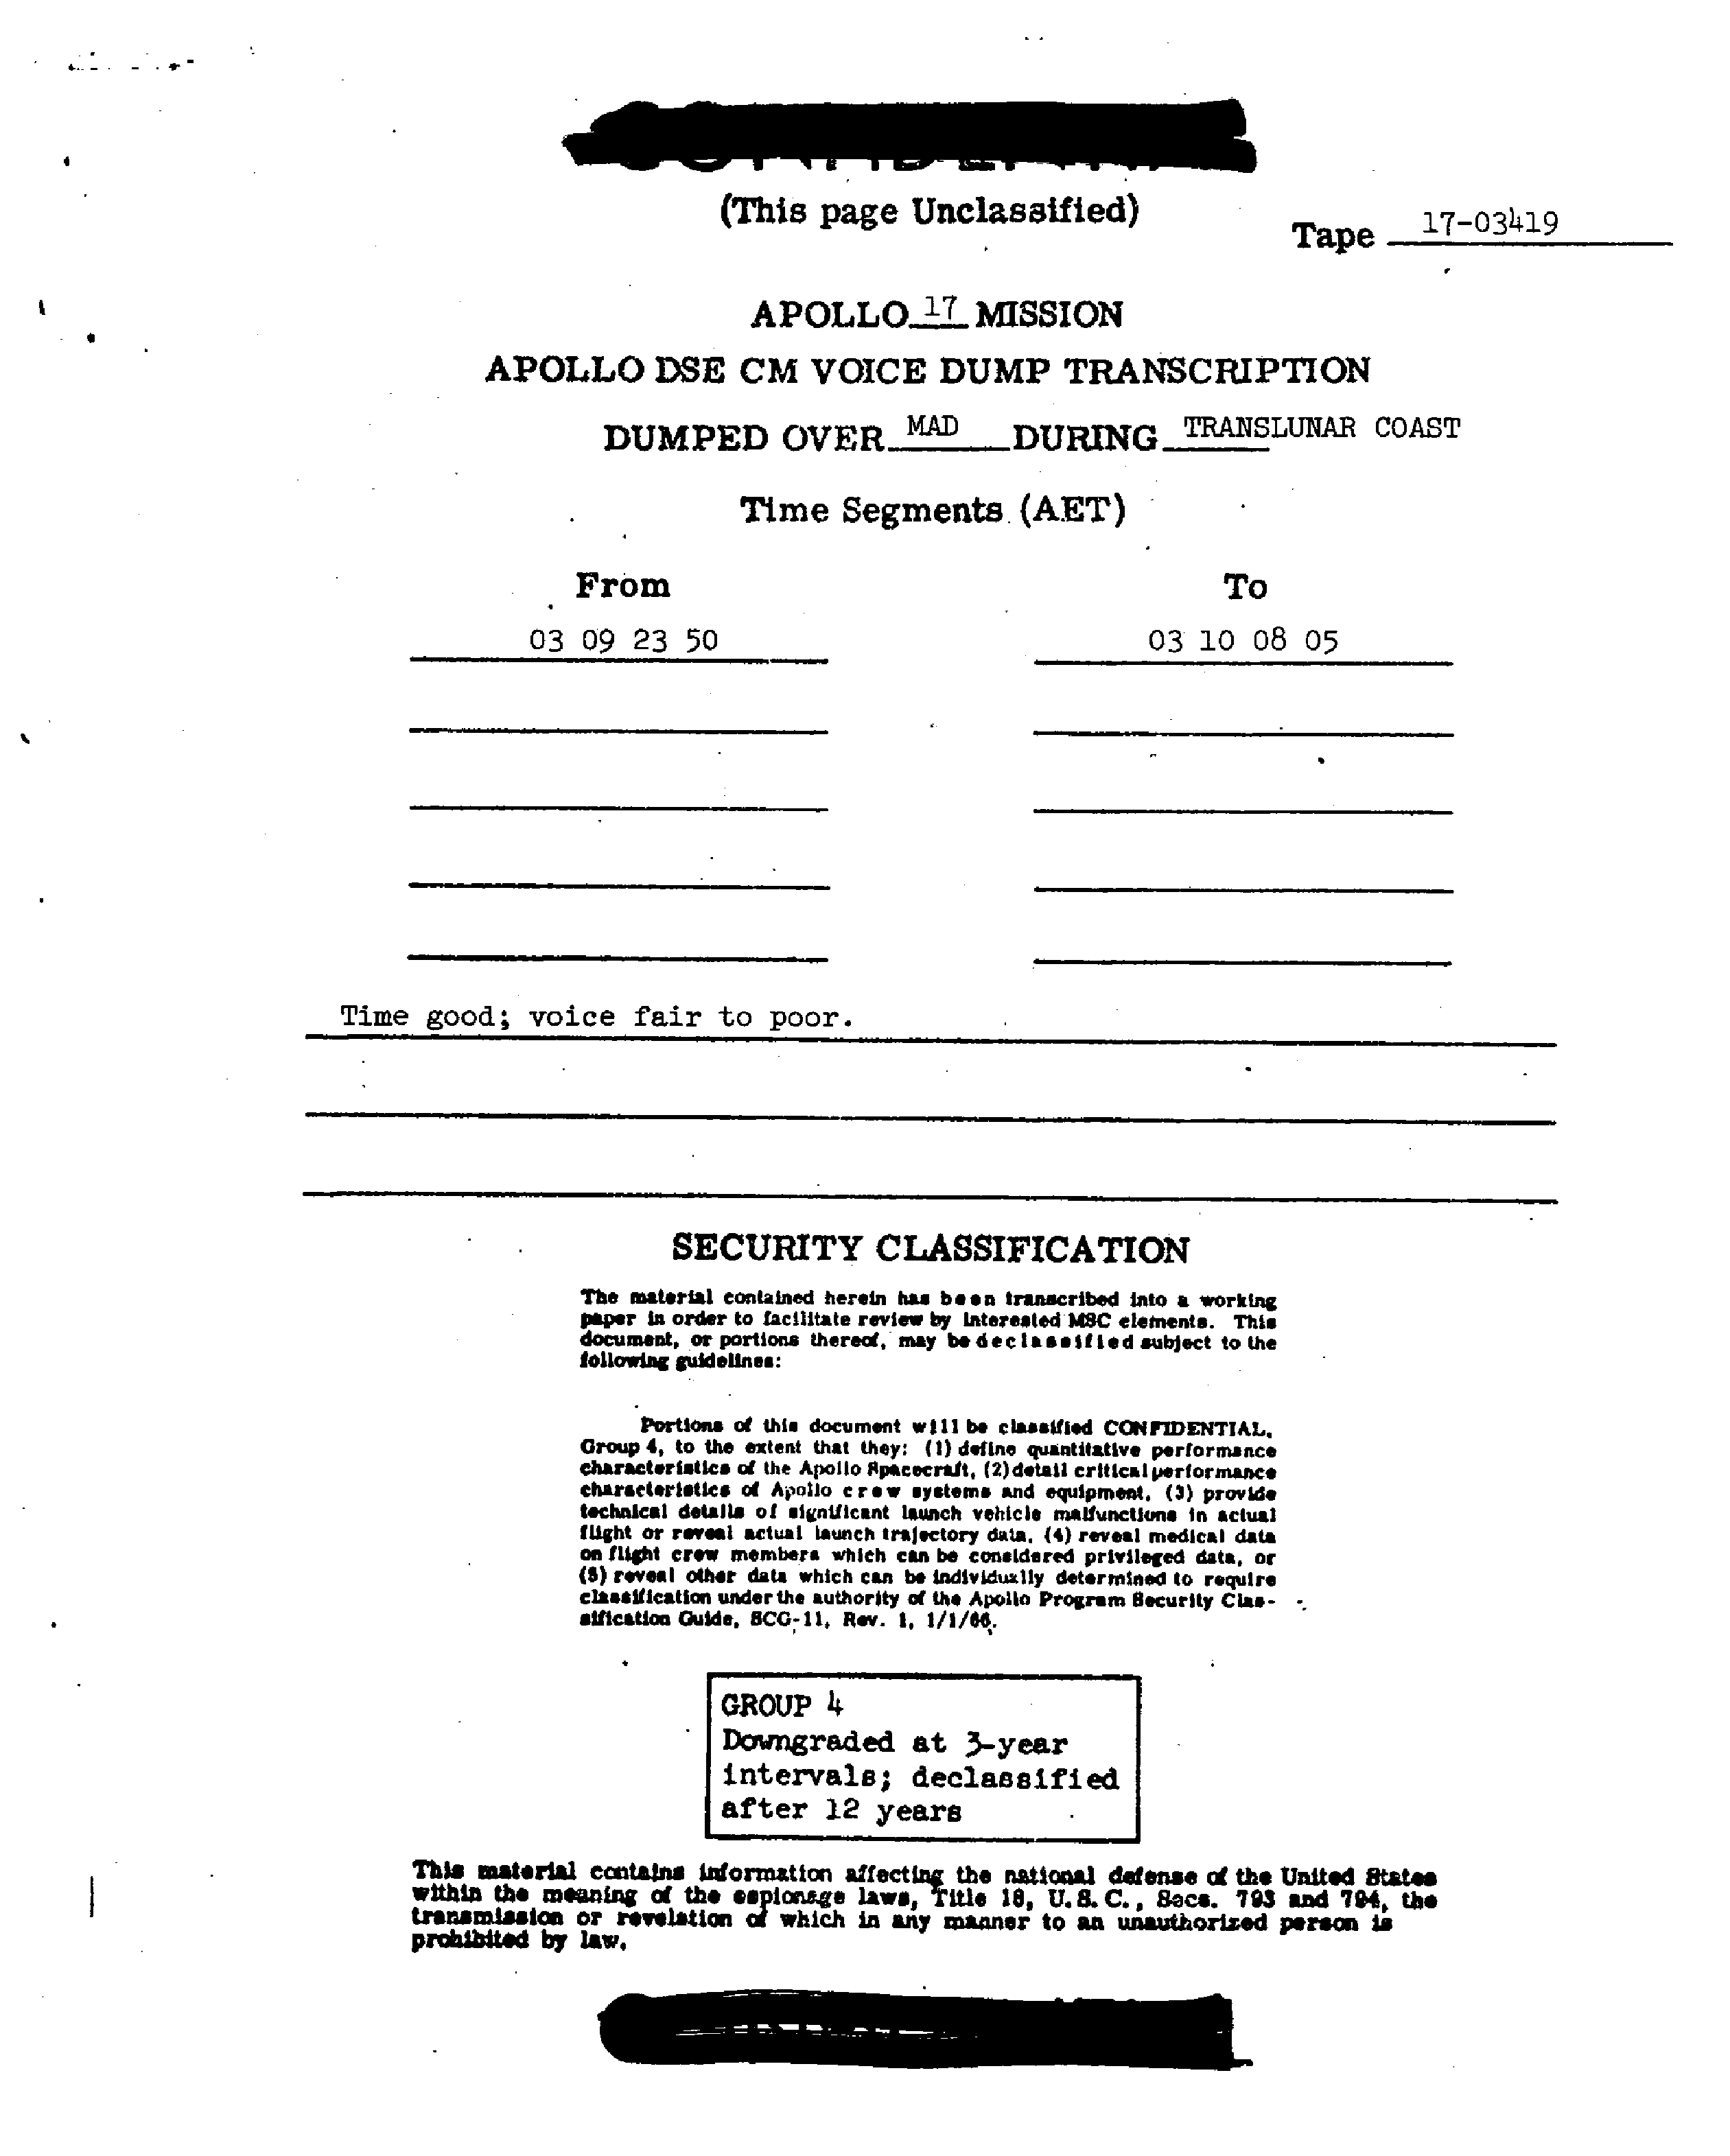 (This page Unclassified)
Tape 17-03419
APOLLO 17 MISSION
APOLLO DSE CM VOICE DUMP TRANSCRIPTION
DUMPED OVER MAD DURING TRANSLUNAR COAST
Time Segments (AET)
From To
03 09 23 50 03 10 08 05
Time good; voice fair to poor.
SECURITY CLASSIFICATION
The material contained herein has been transcribed into a working
paper in order to facilitate review by interested MSC elements. This
document, or portions thereof, may be declassified subject to the
following guidelines:
Portions of this document will be classified CONFIDENTIAL,
Group 4, to the extent that they: (1) define quantitative performance
characteristics of the Apollo Spacecraft, (2) detail critical performance
characteristics of Apollo crew systems and equipment, (3) provide
technical details of significant launch vehicle malfunctions in actual
flight or reveal actual launch trajectory data, (4) reveal medical data
on flight crew members which can be considered privileged data, or
(5) reveal other data which can be individually determined to require
classification under the authority of the Apollo Program Security Clas-
sification Guide, SCG-11, Rev. 1, 1/1/66.
GROUP 4
Downgraded at 3-year
intervals; declassified
after 12 years
This material contains information affecting the national defense of the United States
within the meaning of the espionage laws, Title 18, U.S.C., Secs. 793 and 794, the
transmission or revelation of which in any manner to an unauthorized person is
prohibited by law.